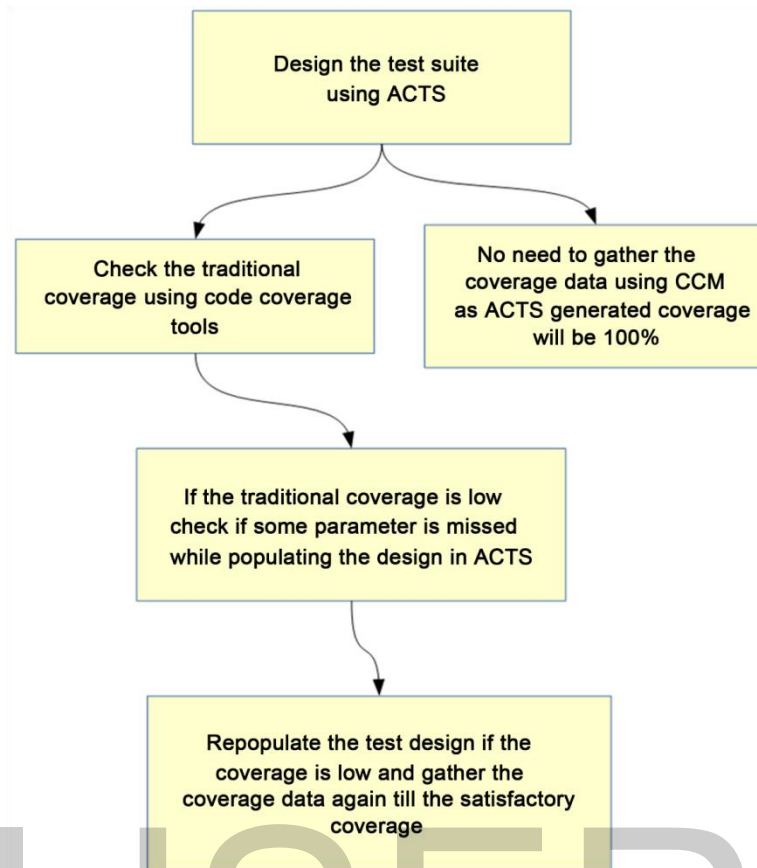 Design the test suite
using ACTS
Check the traditional
coverage using code coverage
tools
No need to gather the
coverage data using CCM
as ACTS generated coverage
will be 100%
If the traditional coverage is low
check if some parameter is missed
while populating the design in ACTS
Repopulate the test design if the
coverage is low and gather the
coverage data again till the satisfactory
coverage